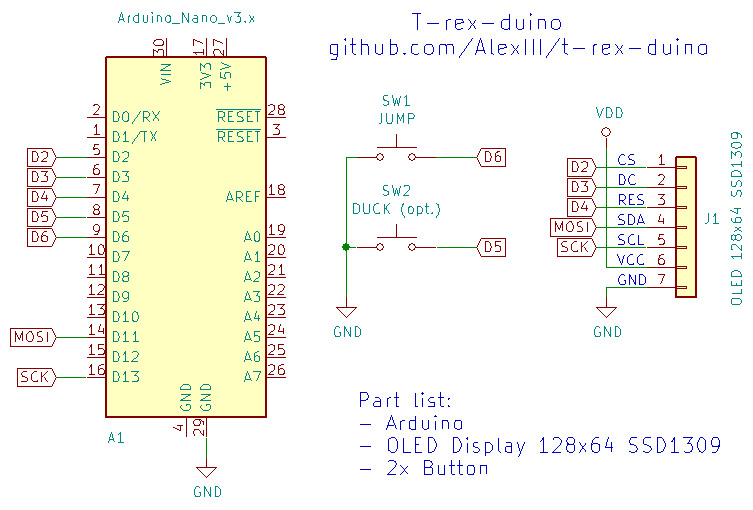 Arduino_Nano_v3.x
T-rex-duino
github.com/AlexIII/t-rex-duino
30
17
27
VIN
3V3
+5V
2 D0/RX
RESET 28
1 D1/TX
RESET 3
D2 5 D2
D3 6 D3
D4 7 D4
AREF 18
D5 8 D5
D6 9 D6
A0 19
10 D7
A1 20
11 D8
A2 21
12 D9
A3 22
13 D10
A4 23
MOSI 14 D11
A5 24
15 D12
A6 25
SCK 16 D13
A7 26
GND
GND
4
29
A1
GND
SW1
JUMP
D6
SW2
DUCK (opt.)
D5
GND
VDD
D2 CS 1
D3 DC 2
D4 RES 3
MOSI SDA 4
SCK SCL 5
VCC 6
GND 7
J1
OLED 128x64 SSD1309
GND
Part list:
- Arduino
- OLED Display 128x64 SSD1309
- 2x Button